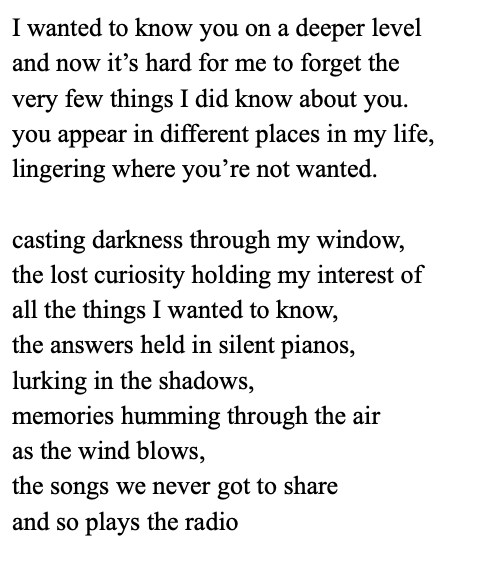 I wanted to know you on a deeper level
and now it’s hard for me to forget the
very few things I did know about you.
you appear in different places in my life,
lingering where you’re not wanted.

casting darkness through my window,
the lost curiosity holding my interest of
all the things I wanted to know,
the answers held in silent pianos,
lurking in the shadows,
memories humming through the air
as the wind blows,
the songs we never got to share
and so plays the radio